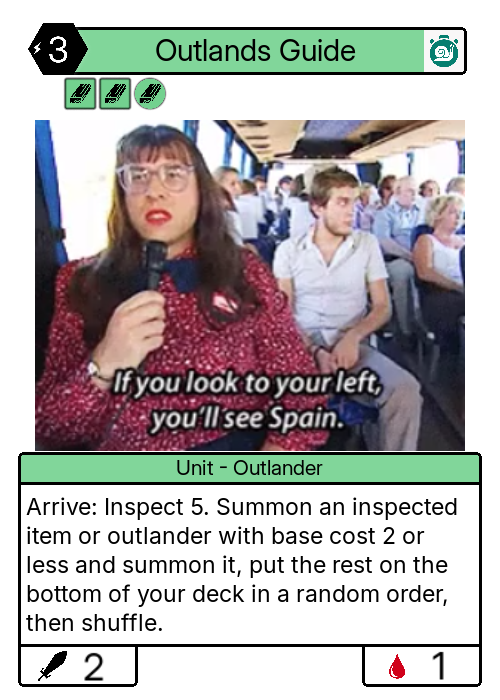 3
Outlands Guide
If you look to your left,
you'll see Spain.
Unit - Outlander
Arrive: Inspect 5. Summon an inspected
item or outlander with base cost 2 or
less and summon it, put the rest on the
bottom of your deck in a random order,
then shuffle.
2
1